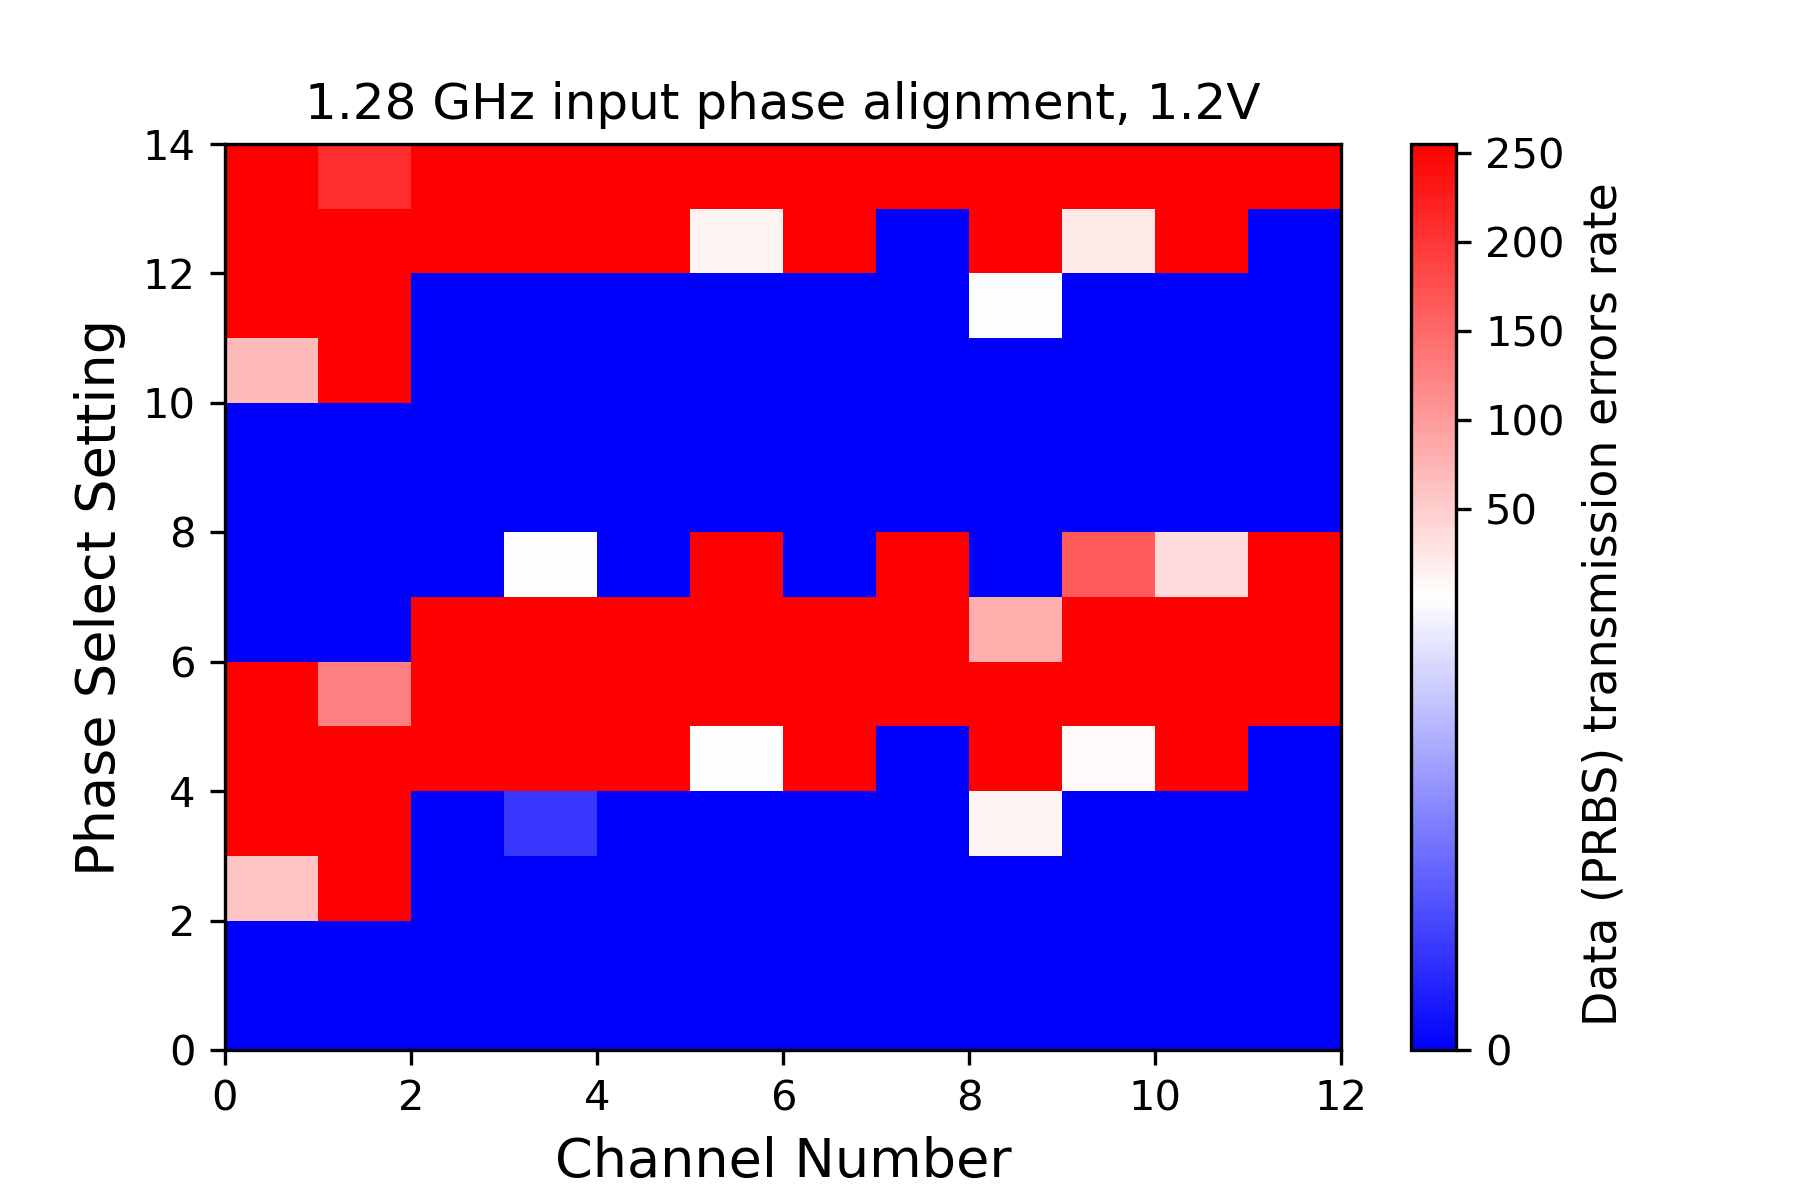 1.28 GHz input phase alignment, 1.2V
14
12
10
8
6
4
2
0
Phase Select Setting
0 2 4 6 8 10 12
Channel Number
250
200
150
100
50
0
Data (PRBS) transmission errors rate